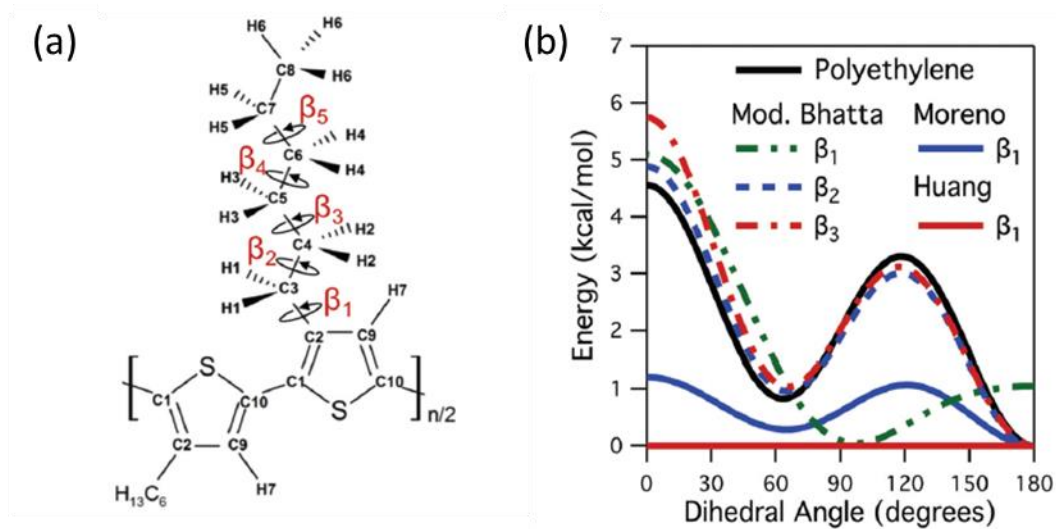 (a)
H6
H6
C8
H6
H5
C7
β5
H5
H4
C6
β4
H4
H3
C5
β3
H3
H2
C4
β2
H2
H1
C3
β1
H1
H7
C2
C9
S
C1
C10
C1
C10
S
n/2
C2
C9
H13C6
H7
(b)
7
6
5
4
3
2
1
0
Energy (kcal/mol)
Polyethylene
Mod. Bhatta
β1
β2
β3
Moreno
β1
Huang
β1
0 30 60 90 120 150 180
Dihedral Angle (degrees)